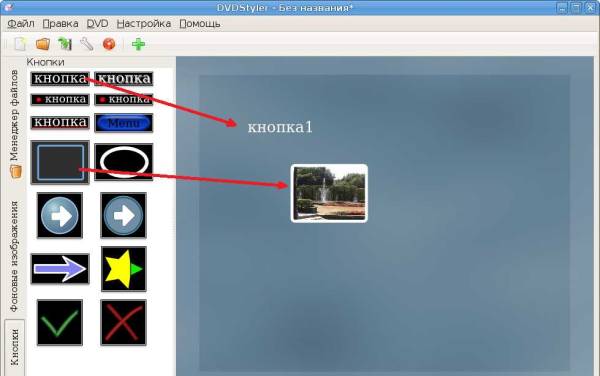 DVDStyler - Без названия*
Файл Правка DVD Настройка Помощь
Кнопки
Менеджер файлов
Фоновые изображения
Кнопки
кнопка кнопка
кнопка кнопка
кнопка Menu
кнопка1